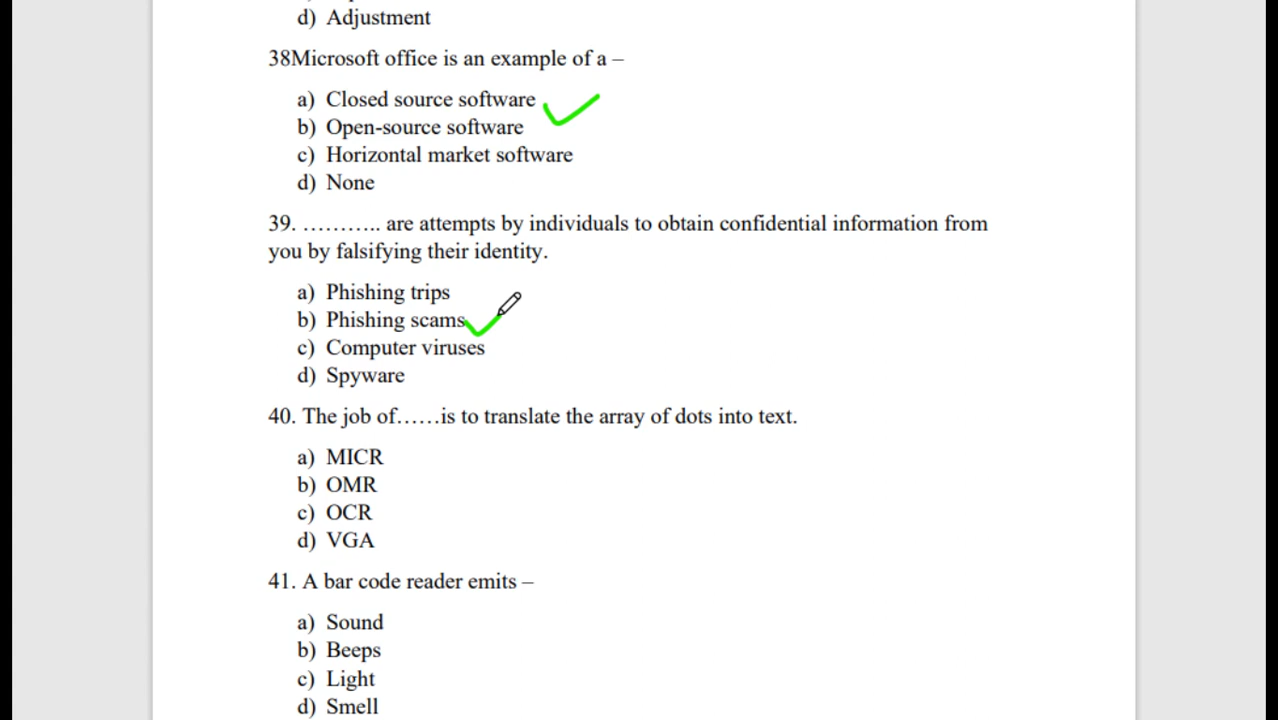 d) Adjustment
38Microsoft office is an example of a –
a) Closed source software
b) Open-source software
c) Horizontal market software
d) None
39. ……….. are attempts by individuals to obtain confidential information from
you by falsifying their identity.
a) Phishing trips
b) Phishing scams
c) Computer viruses
d) Spyware
40. The job of……is to translate the array of dots into text.
a) MICR
b) OMR
c) OCR
d) VGA
41. A bar code reader emits –
a) Sound
b) Beeps
c) Light
d) Smell